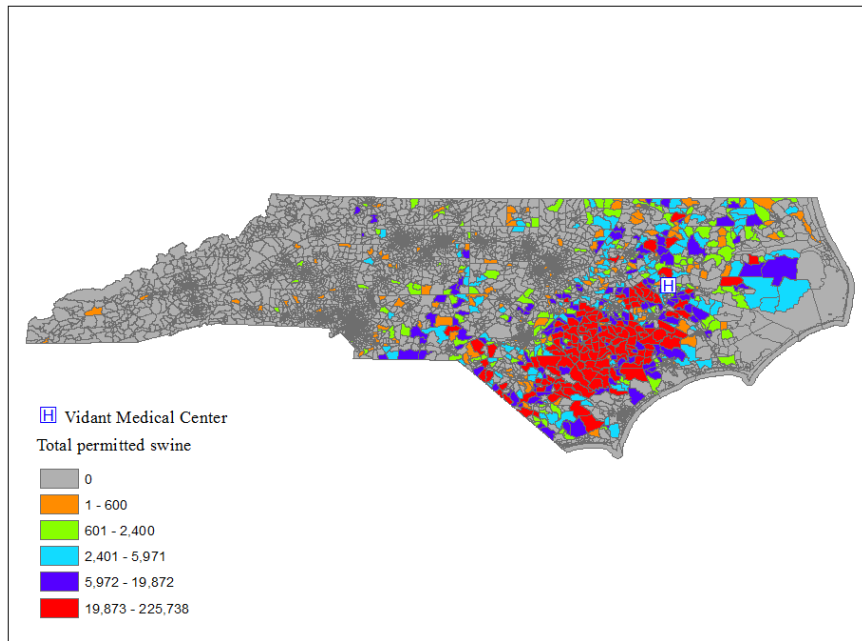 H
H Vidant Medical Center
Total permitted swine
0
1 - 600
601 - 2,400
2,401 - 5,971
5,972 - 19,872
19,873 - 225,738